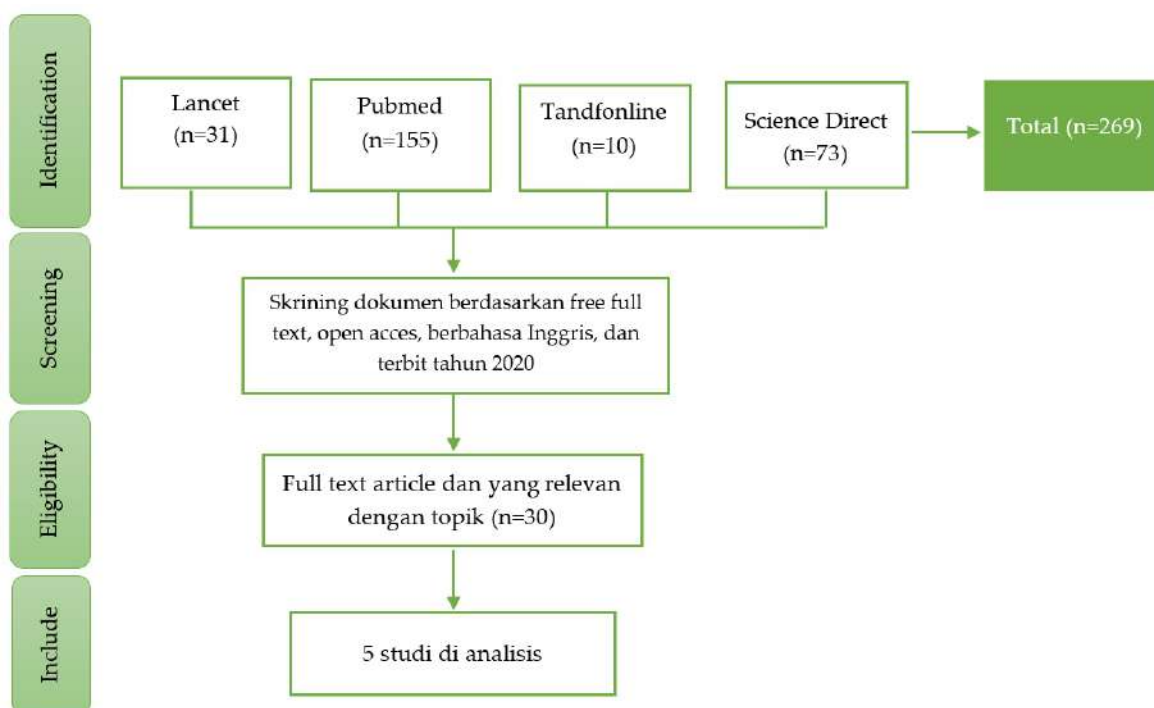 Identification
Lancet
(n=31)
Pubmed
(n=155)
Tandfonline
(n=10)
Science Direct
(n=73)
Total (n=269)
Screening
Skrining dokumen berdasarkan free full
text, open acces, berbahasa Inggris, dan
terbit tahun 2020
Eligibility
Full text article dan yang relevan
dengan topik (n=30)
Include
5 studi di analisis